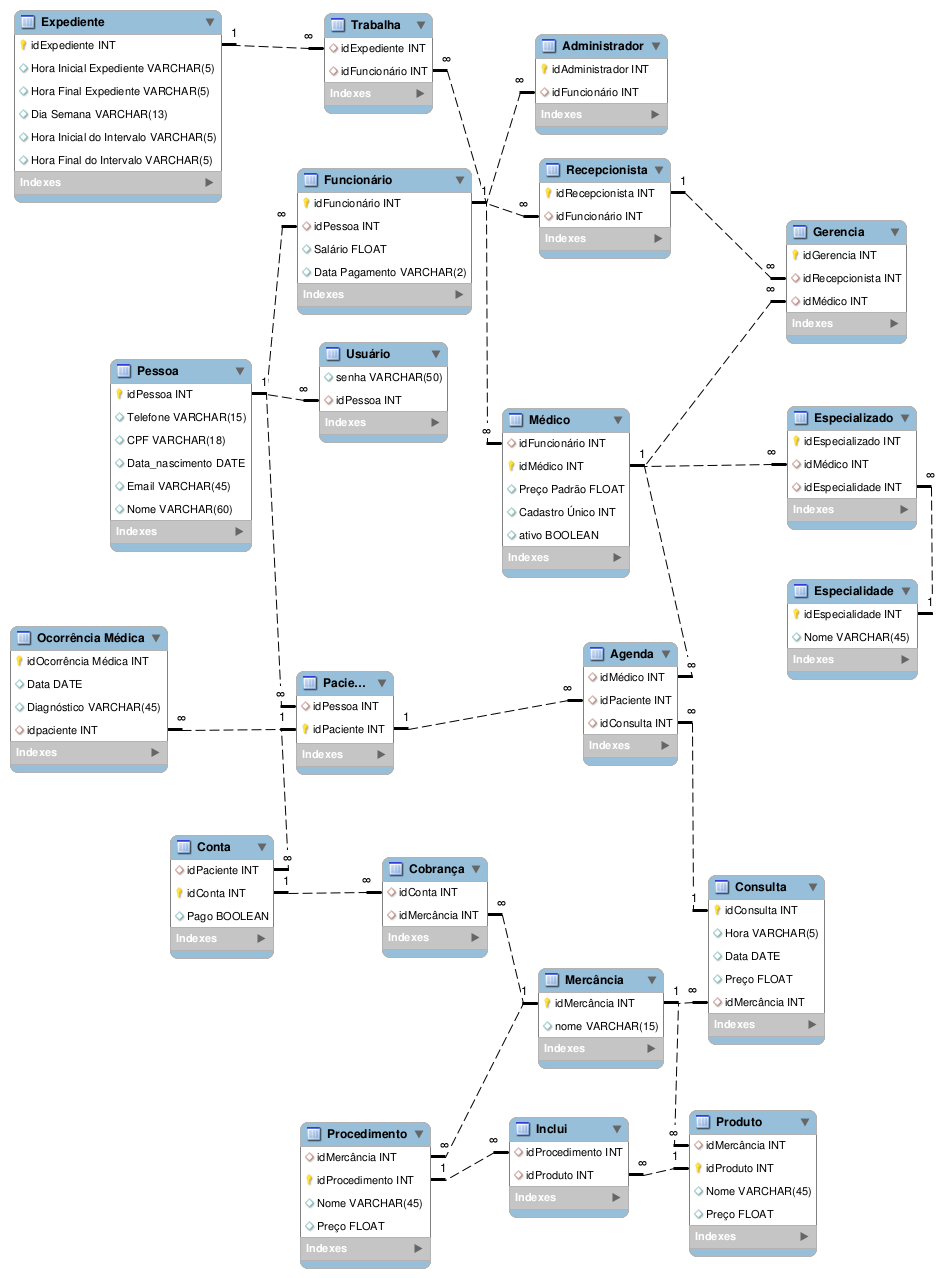 Expediente
idExpediente INT
Hora Inicial Expediente VARCHAR(5)
Hora Final Expediente VARCHAR(5)
Dia Semana VARCHAR(13)
Hora Inicial do Intervalo VARCHAR(5)
Hora Final do Intervalo VARCHAR(5)
Indexes
1
∞
Trabalha
idExpediente INT
idFuncionário INT
Indexes
∞
Administrador
idAdministrador INT
idFuncionário INT
Indexes
∞
Funcionário
idFuncionário INT
idPessoa INT
Salário FLOAT
Data Pagamento VARCHAR(2)
Indexes
∞
1
Recepcionista
idRecepcionista INT
idFuncionário INT
Indexes
∞
1
Gerencia
idGerencia INT
idRecepcionista INT
idMédico INT
Indexes
∞
∞
Usuário
senha VARCHAR(50)
idPessoa INT
Indexes
∞
Pessoa
idPessoa INT
Telefone VARCHAR(15)
CPF VARCHAR(18)
Data_nascimento DATE
Email VARCHAR(45)
Nome VARCHAR(60)
Indexes
1
Médico
idFuncionário INT
idMédico INT
Preço Padrão FLOAT
Cadastro Único INT
ativo BOOLEAN
Indexes
∞
1
Especializado
idEspecializado INT
idMédico INT
idEspecialidade INT
Indexes
∞
∞
Especialidade
idEspecialidade INT
Nome VARCHAR(45)
Indexes
1
Ocorrência Médica
idOcorrência Médica INT
Data DATE
Diagnóstico VARCHAR(45)
idpaciente INT
Indexes
∞
Pacie...
idPessoa INT
idPaciente INT
Indexes
∞
1
1
Agenda
idMédico INT
idPaciente INT
idConsulta INT
Indexes
∞
∞
∞
Conta
idPaciente INT
idConta INT
Pago BOOLEAN
Indexes
∞
1
Cobrança
idConta INT
idMercância INT
Indexes
∞
∞
Consulta
idConsulta INT
Hora VARCHAR(5)
Data DATE
Preço FLOAT
idMercância INT
Indexes
1
∞
Mercância
idMercância INT
nome VARCHAR(15)
Indexes
1
1
Procedimento
idMercância INT
idProcedimento INT
Nome VARCHAR(45)
Preço FLOAT
Indexes
∞
1
Inclui
idProcedimento INT
idProduto INT
Indexes
∞
∞
Produto
idMercância INT
idProduto INT
Nome VARCHAR(45)
Preço FLOAT
Indexes
∞
1